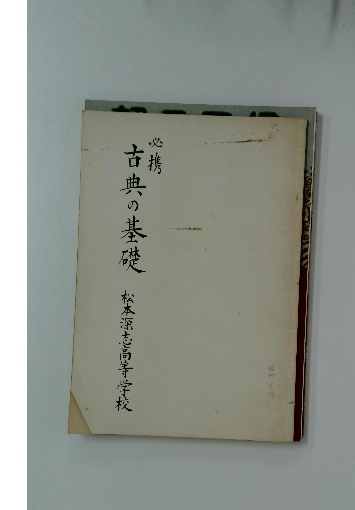 必携
古典の基礎
松本深志高等学校